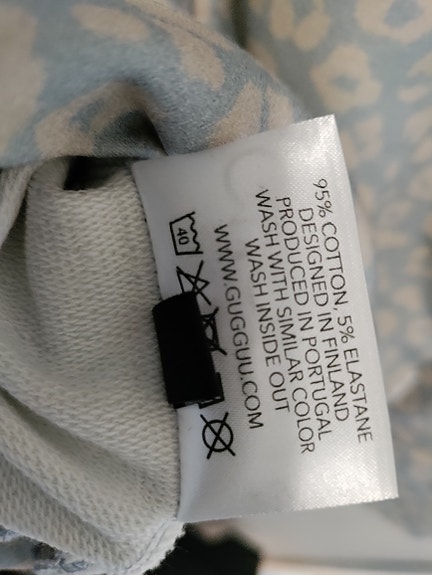 95% COTTON, 5% ELASTANE
DESIGNED IN FINLAND
PRODUCED IN PORTUGAL
WASH WITH SIMILAR COLOR
WASH INSIDE OUT
WWW.GUGGUU.COM
40